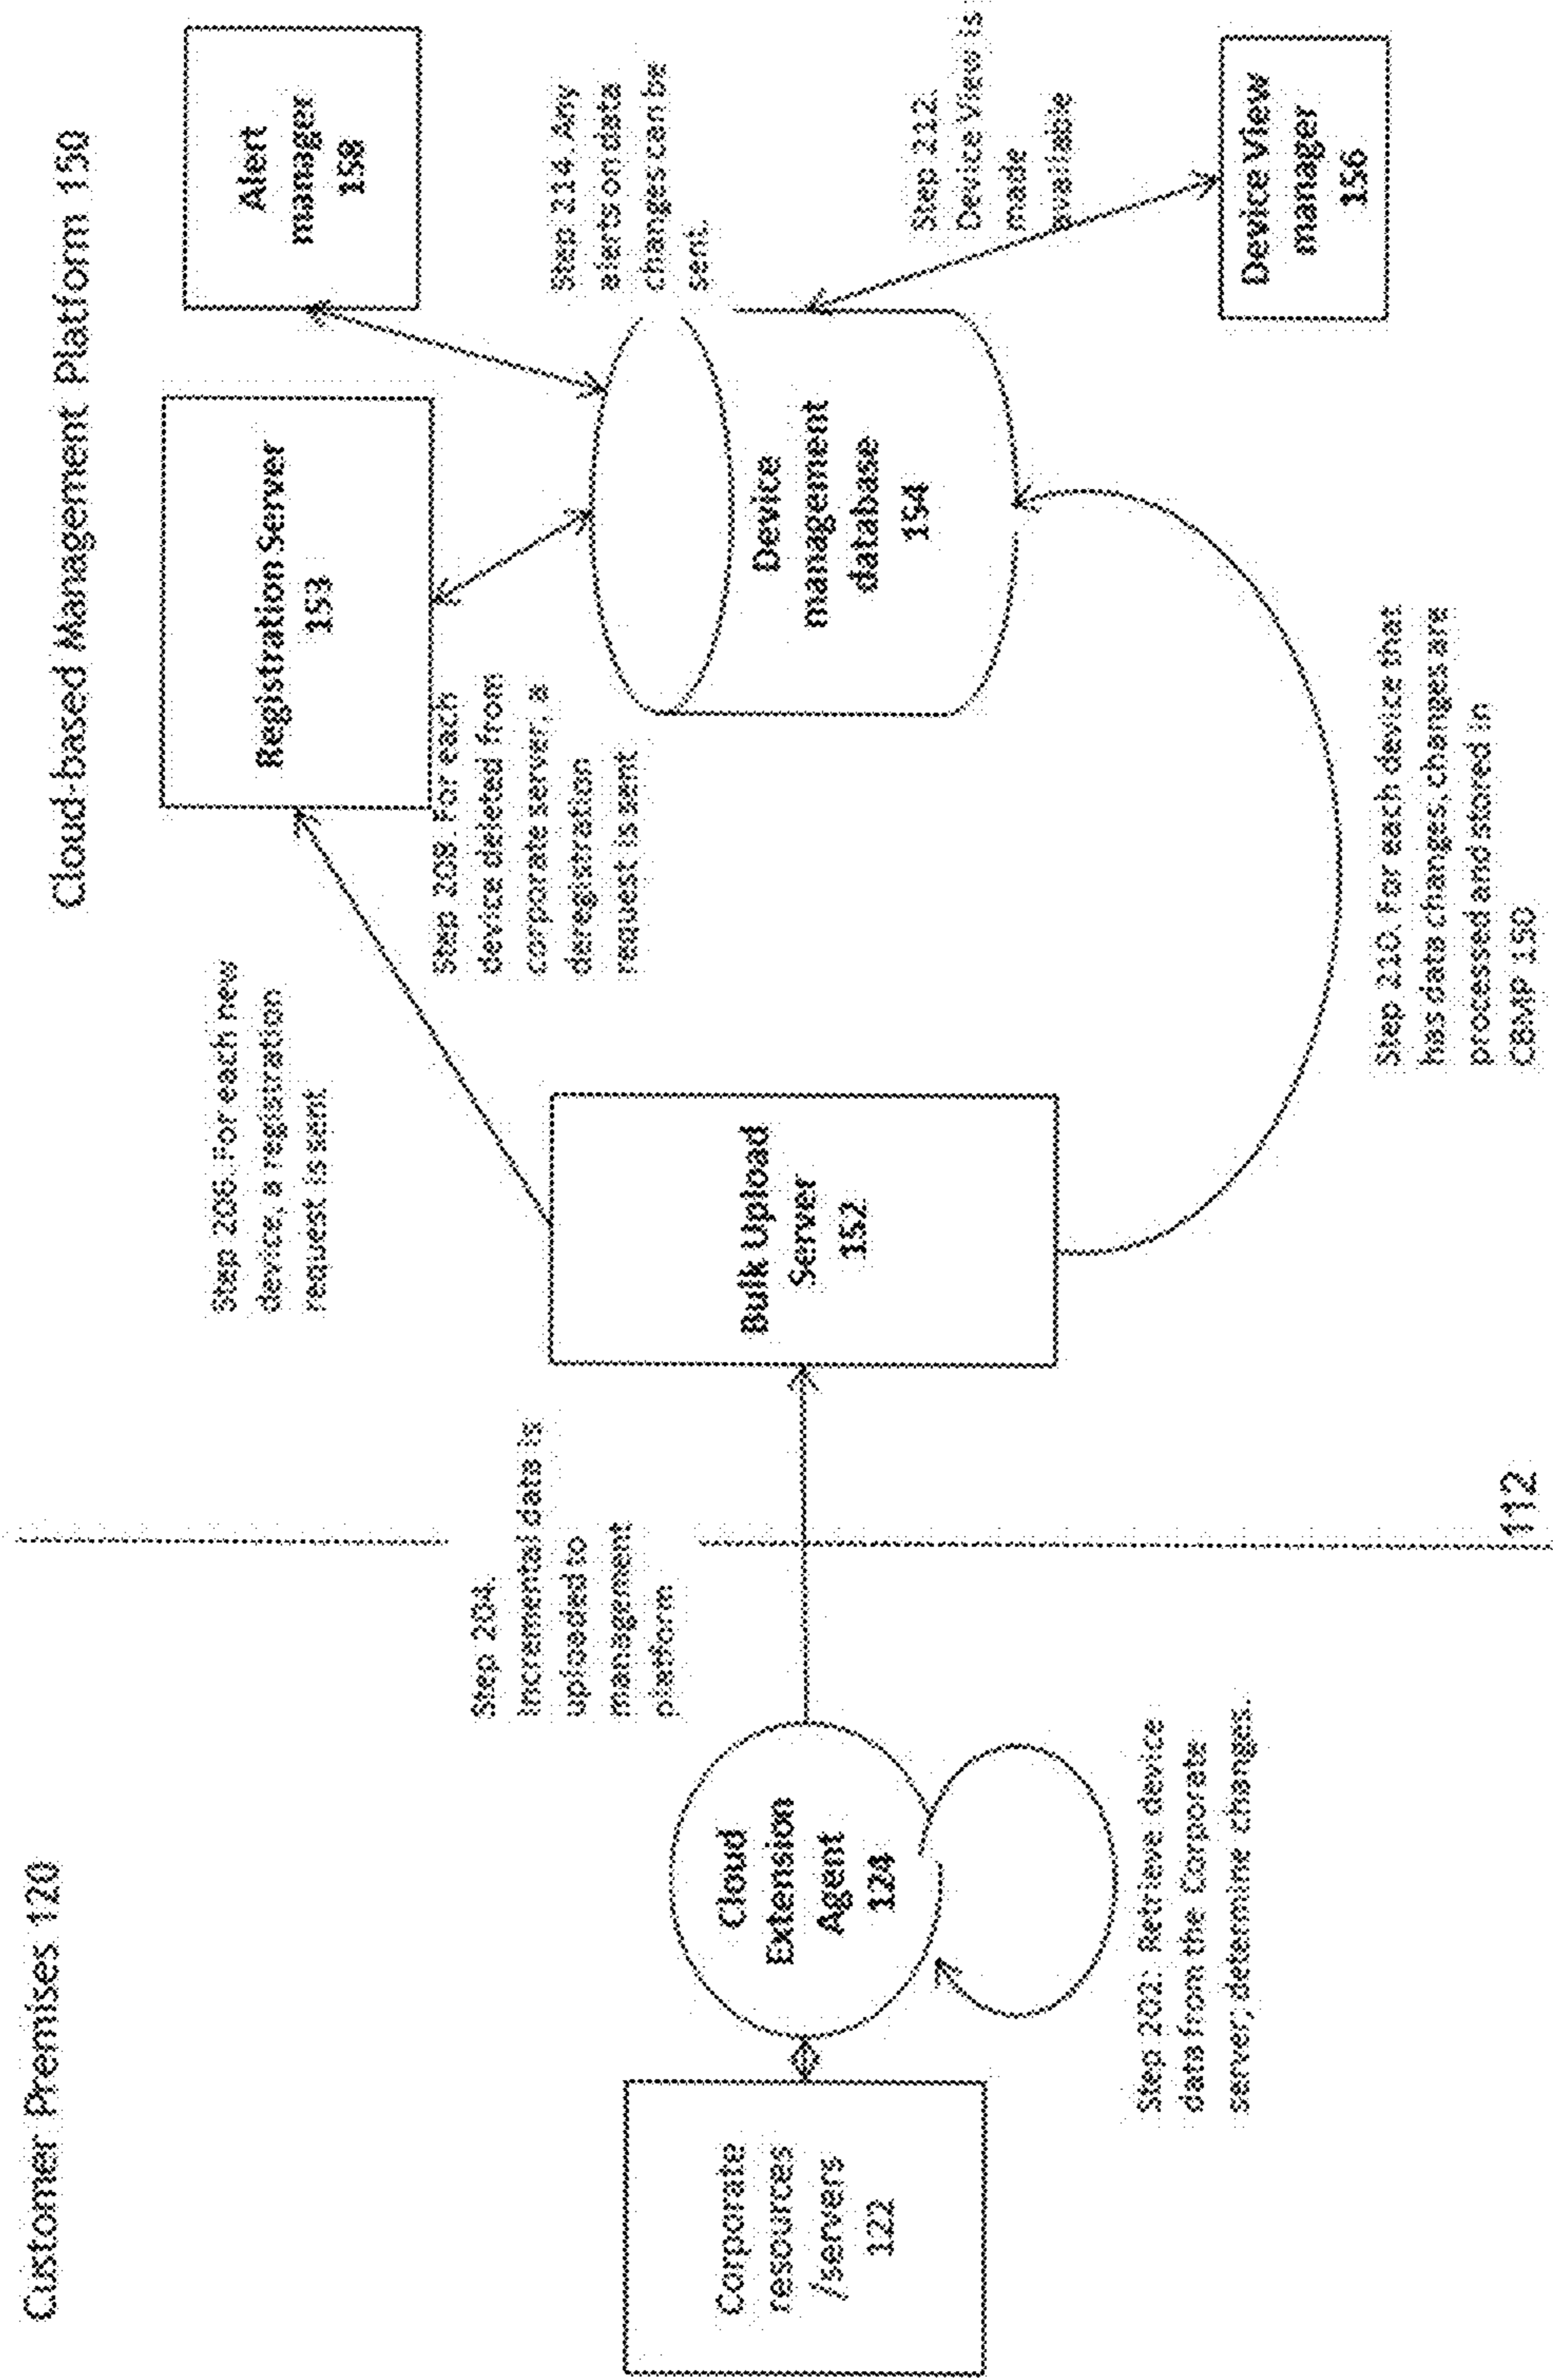 Customer Premises 120
Cloud-based Management Platform 150
Corporate
resources
/servers
122
Cloud
Extension
Agent
124
Step 202. Retrieve device
data from the Corporate
server; determine changes.
Step 204.
Incremental data is
uploaded to
management
platform
112
Bulk Upload
Server
152
Step 206. For each new
device, a registration
request is sent
Registration Server
153
Step 208. For each
device deleted from
corporate server, a
deregistration
request is sent
Step 210. For each device that
has data changes, changes are
processed and stored in
CBMP 150
Device
management
database
154
Alert
manager
158
Step 214. Any
alerts on data
changes can be
sent.
Step 212.
Device View is
made
available
Device View
manager
156